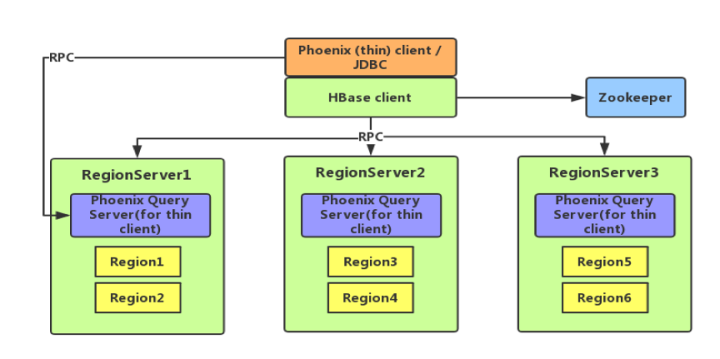 Phoenix (thin) client /
JDBC
RPC
HBase client
Zookeeper
RPC
RegionServer1
Phoenix Query
Server(for thin
client)
Region1
Region2
RegionServer2
Phoenix Query
Server(for thin
client)
Region3
Region4
RegionServer3
Phoenix Query
Server(for thin
client)
Region5
Region6